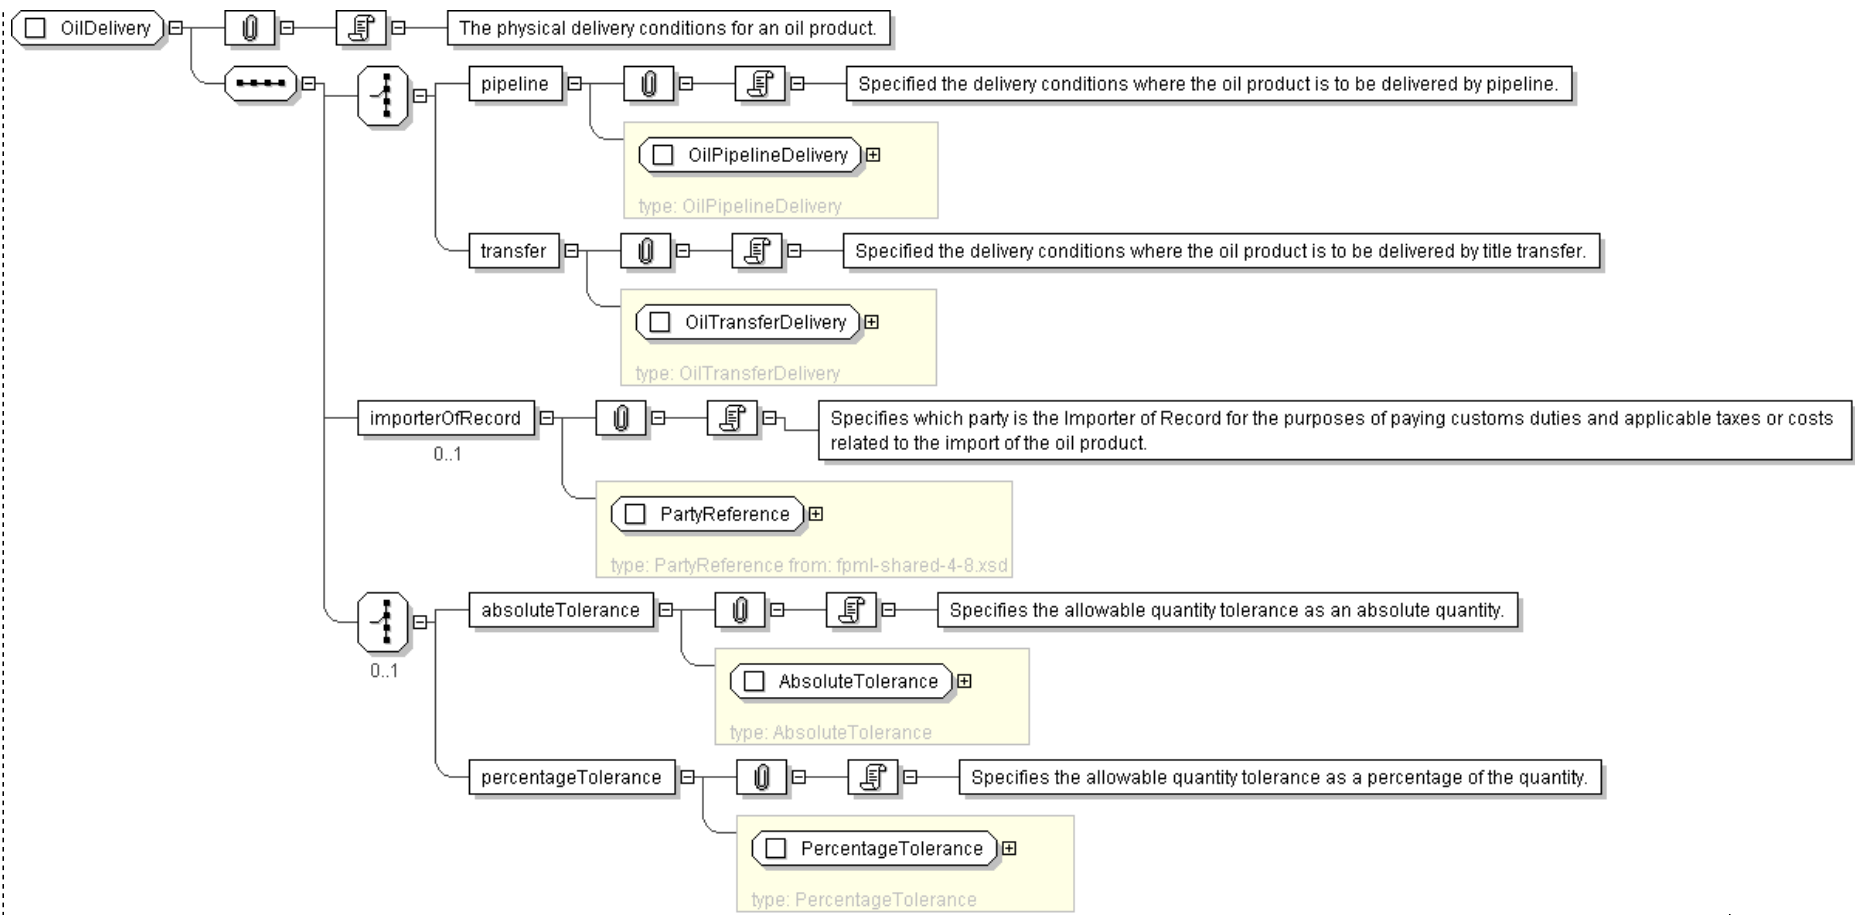 OilDelivery
The physical delivery conditions for an oil product.
pipeline
Specified the delivery conditions where the oil product is to be delivered by pipeline.
OilPipelineDelivery
type: OilPipelineDelivery
transfer
Specified the delivery conditions where the oil product is to be delivered by title transfer.
OilTransferDelivery
type: OilTransferDelivery
importerOfRecord
0..1
Specifies which party is the Importer of Record for the purposes of paying customs duties and applicable taxes or costs
related to the import of the oil product.
PartyReference
type: PartyReference from: fpml-shared-4-8.xsd
0..1
absoluteTolerance
Specifies the allowable quantity tolerance as an absolute quantity.
AbsoluteTolerance
type: AbsoluteTolerance
percentageTolerance
Specifies the allowable quantity tolerance as a percentage of the quantity.
PercentageTolerance
type: PercentageTolerance